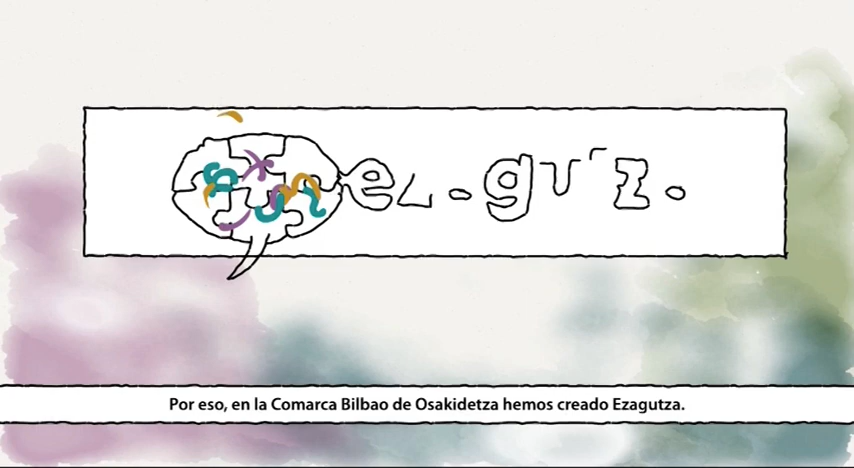 Por eso, en la Comarca Bilbao de Osakidetza hemos creado Ezagutza.